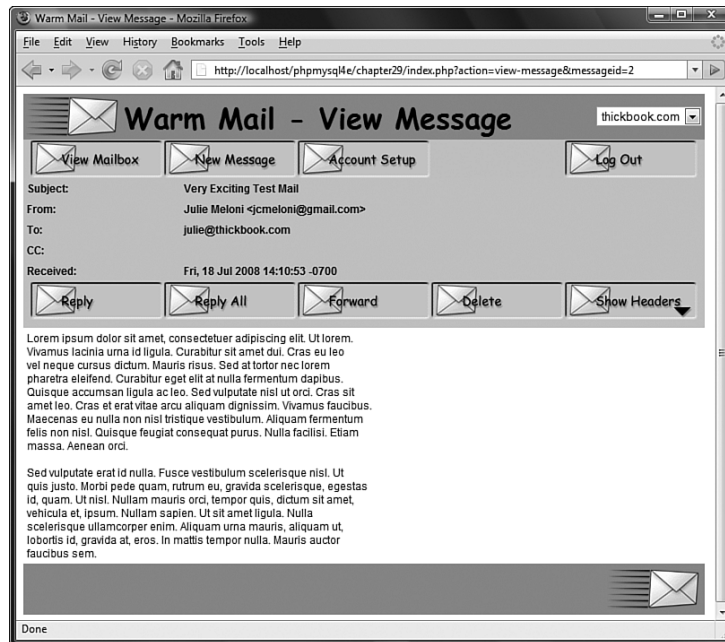 Warm Mail - View Message - Mozilla Firefox
File Edit View History Bookmarks Tools Help
http://localhost/phpmysql4e/chapter29/index.php?action=view-message&messageid=2
Warm Mail - View Message
thickbook.com
View Mailbox New Message Account Setup Log Out
Subject: Very Exciting Test Mail
From: Julie Meloni <jcmeloni@gmail.com>
To: julie@thickbook.com
CC:
Received: Fri, 18 Jul 2008 14:10:53 -0700
Reply Reply All Forward Delete Show Headers
Lorem ipsum dolor sit amet, consectetuer adipiscing elit. Ut lorem.
Vivamus lacinia urna id ligula. Curabitur sit amet dui. Cras eu leo
vel neque cursus dictum. Mauris risus. Sed at tortor nec lorem
pharetra eleifend. Curabitur eget elit at nulla fermentum dapibus.
Quisque accumsan ligula ac leo. Sed vulputate nisl ut orci. Cras sit
amet leo. Cras et erat vitae arcu aliquam dignissim. Vivamus faucibus.
Maecenas eu nulla non nisl tristique vestibulum. Aliquam fermentum
felis non nisl. Quisque feugiat consequat purus. Nulla facilisi. Etiam
massa. Aenean orci.
Sed vulputate erat id nulla. Fusce vestibulum scelerisque nisl. Ut
quis justo. Morbi pede quam, rutrum eu, gravida scelerisque, egestas
id, quam. Ut nisl. Nullam mauris orci, tempor quis, dictum sit amet,
vehicula et, ipsum. Nullam sapien. Ut sit amet ligula. Nulla
scelerisque ullamcorper enim. Aliquam urna mauris, aliquam ut,
lobortis id, gravida at, eros. In mattis tempor nulla. Mauris auctor
faucibus sem.
Done